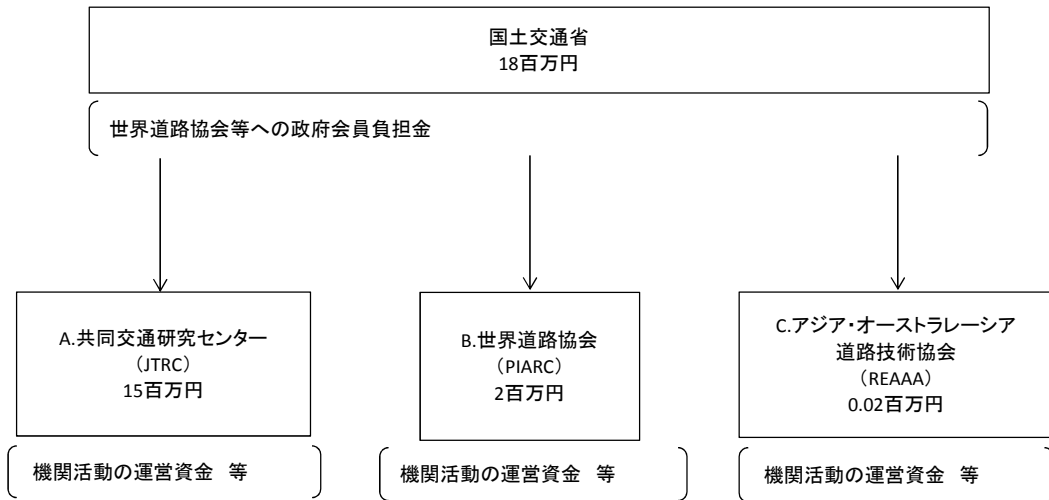 国土交通省
18百万円
世界道路協会等への政府会員負担金
A.共同交通研究センター
（JTRC）
15百万円
B.世界道路協会
（PIARC）
2百万円
C.アジア・オーストラレーシア
道路技術協会
（REAAA）
0.02百万円
機関活動の運営資金　等
機関活動の運営資金　等
機関活動の運営資金　等